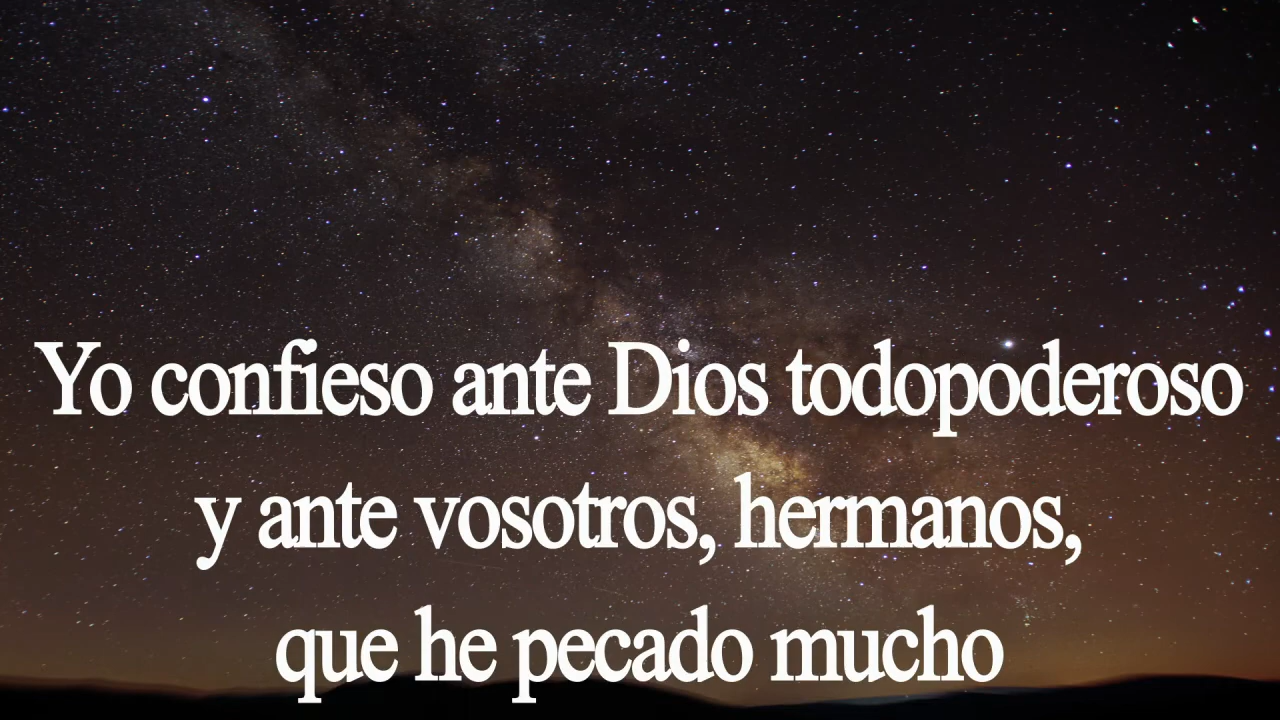 Yo confieso ante Dios todopoderoso
y ante vosotros, hermanos,
que he pecado mucho